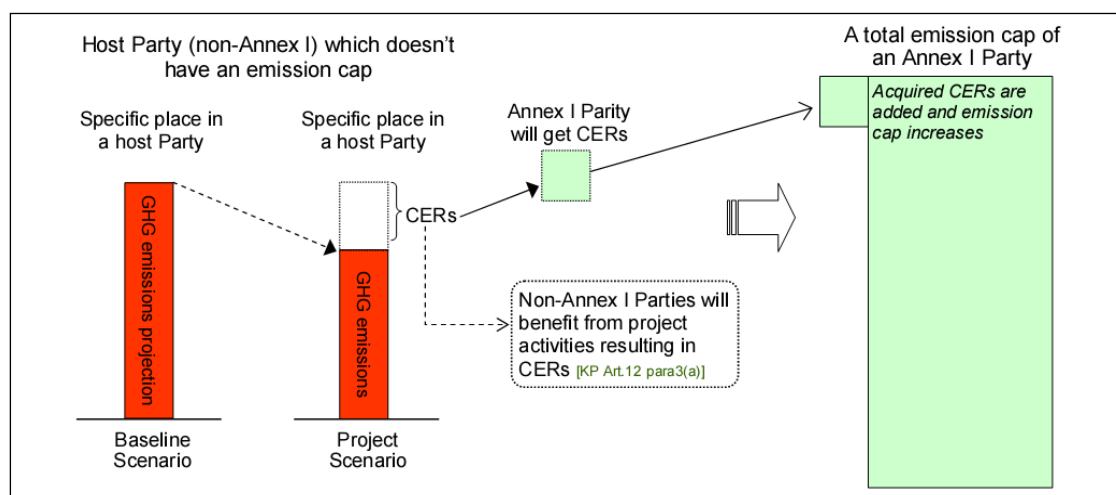 Host Party (non-Annex I) which doesn't
have an emission cap
A total emission cap of
an Annex I Party
Specific place in
a host Party
Specific place in
a host Party
Annex I Parity
will get CERs
Acquired CERs are
added and emission
cap increases
GHG emissions projection
GHG emissions
CERs
Non-Annex I Parties will
benefit from project
activities resulting in
CERs [KP Art.12 para3(a)]
Baseline
Scenario
Project
Scenario